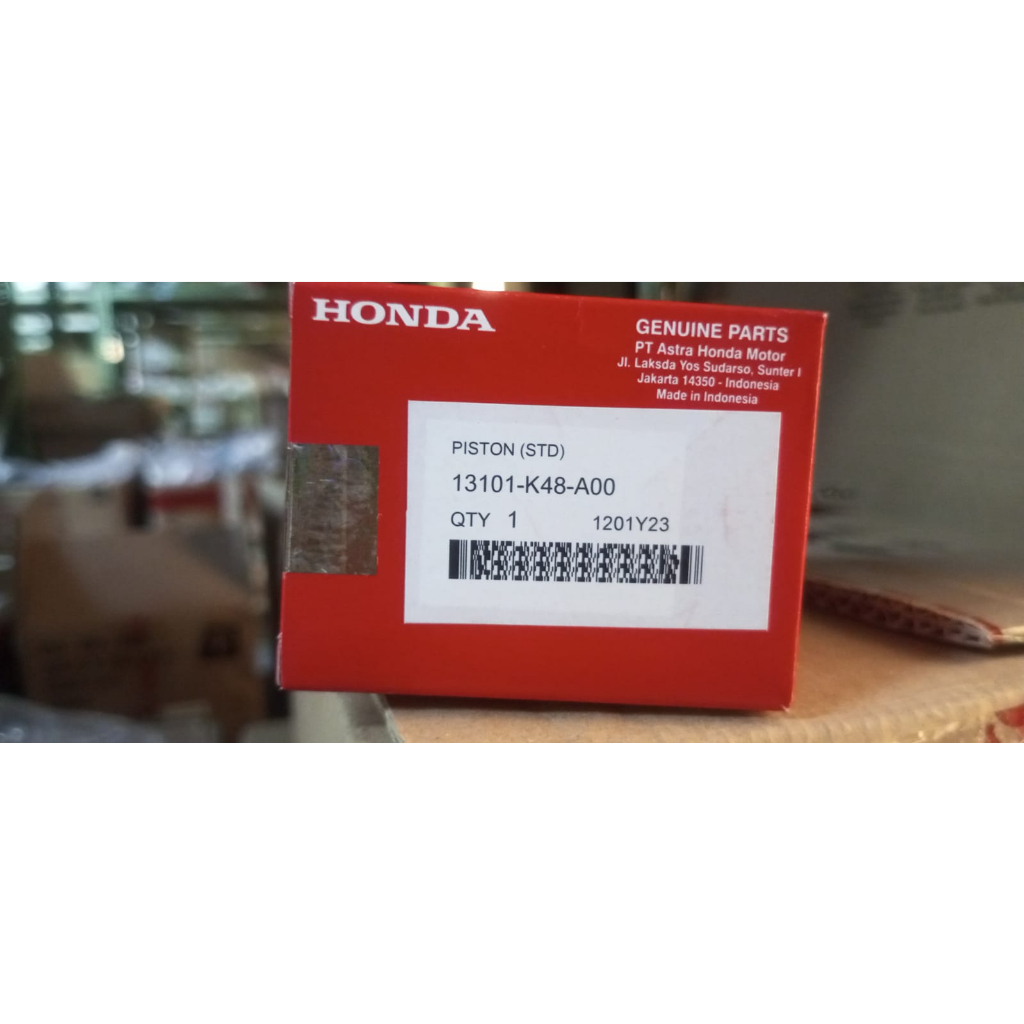 HONDA
GENUINE PARTS
PT Astra Honda Motor
Jl. Laksda Yos Sudarso, Sunter I
Jakarta 14350 - Indonesia
Made in Indonesia
PISTON (STD)
13101-K48-A00
QTY 1 1201Y23